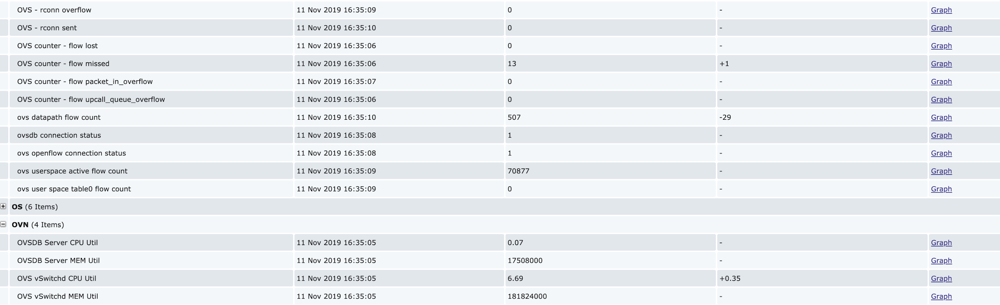 OVS - rconn overflow 11 Nov 2019 16:35:09 0 - Graph
OVS - rconn sent 11 Nov 2019 16:35:10 0 - Graph
OVS counter - flow lost 11 Nov 2019 16:35:06 0 - Graph
OVS counter - flow missed 11 Nov 2019 16:35:06 13 +1 Graph
OVS counter - flow packet_in_overflow 11 Nov 2019 16:35:07 0 - Graph
OVS counter - flow upcall_queue_overflow 11 Nov 2019 16:35:06 0 - Graph
ovs datapath flow count 11 Nov 2019 16:35:10 507 -29 Graph
ovsdb connection status 11 Nov 2019 16:35:08 1 - Graph
ovs openflow connection status 11 Nov 2019 16:35:08 1 - Graph
ovs userspace active flow count 11 Nov 2019 16:35:09 70877 - Graph
ovs user space table0 flow count 11 Nov 2019 16:35:09 0 - Graph
OS (6 Items)
OVN (4 Items)
OVSDB Server CPU Util 11 Nov 2019 16:35:05 0.07 - Graph
OVSDB Server MEM Util 11 Nov 2019 16:35:05 17508000 - Graph
OVS vSwitchd CPU Util 11 Nov 2019 16:35:05 6.69 +0.35 Graph
OVS vSwitchd MEM Util 11 Nov 2019 16:35:05 181824000 - Graph